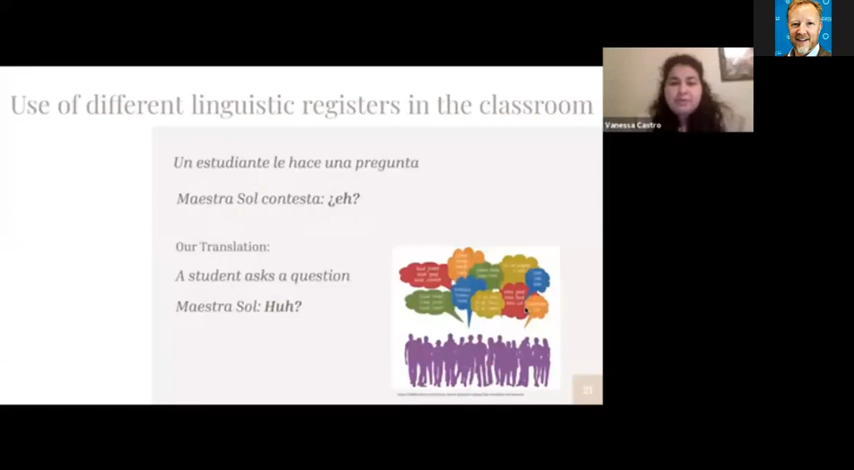 Use of different linguistic registers in the classroom
Un estudiante le hace una pregunta
Maestra Sol contesta: ¿eh?
Our Translation:
A student asks a question
Maestra Sol: Huh?
21
Vanessa Castro